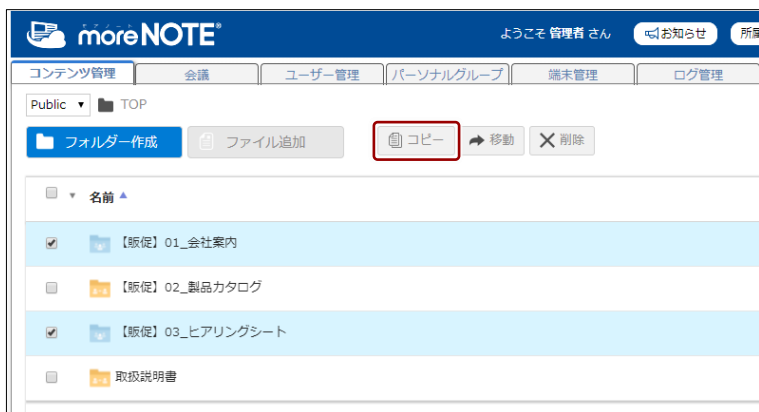 モアノート
moreNOTE®
ようこそ 管理者 さん
お知らせ
所属
コンテンツ管理 会議 ユーザー管理 パーソナルグループ 端末管理 ログ管理
Public TOP
フォルダー作成 ファイル追加 コピー 移動 削除
名前
【販促】01_会社案内
【販促】02_製品カタログ
【販促】03_ヒアリングシート
取扱説明書